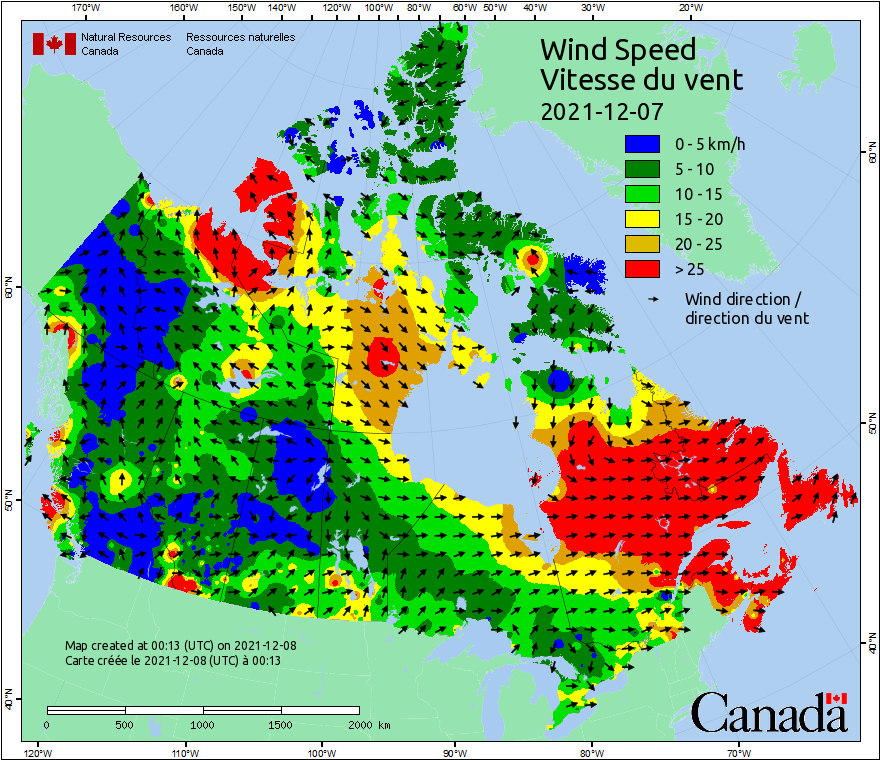 170°W 160°W 150°W 140°W 120°W 100°W 80°W 60°W 50°W 40°W 30°W 20°W
Natural Resources Ressources naturelles
Canada Canada
Wind Speed
Vitesse du vent
2021-12-07
0 - 5 km/h
5 - 10
10 - 15
15 - 20
20 - 25
> 25
Wind direction /
direction du vent
60°N
60°N
50°N
50°N
40°N
40°N
Map created at 00:13 (UTC) on 2021-12-08
Carte créée le 2021-12-08 (UTC) à 00:13
0 500 1000 1500 2000 km
Canada
120°W 110°W 100°W 90°W 80°W 70°W